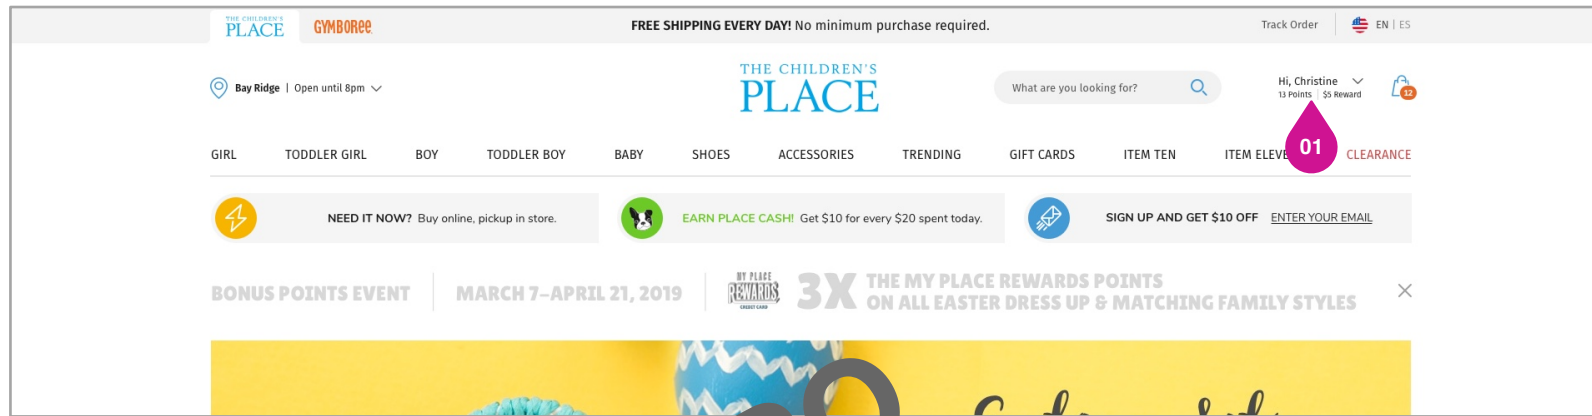 THE CHILDREN'S
PLACE
GYMBOREE
FREE SHIPPING EVERY DAY! No minimum purchase required.
Track Order
EN | ES
Bay Ridge | Open until 8pm
THE CHILDREN'S
PLACE
What are you looking for?
Hi, Christine
13 Points | $5 Reward
12
01
GIRL TODDLER GIRL BOY TODDLER BOY BABY SHOES ACCESSORIES TRENDING GIFT CARDS ITEM TEN ITEM CLEARANCE
NEED IT NOW? Buy online, pickup in store.
EARN PLACE CASH! Get $10 for every $20 spent today.
SIGN UP AND GET $10 OFF ENTER YOUR EMAIL
BONUS POINTS EVENT
MARCH 7–APRIL 21, 2019
MY PLACE
REWARDS
CREDIT CARD
3X
THE MY PLACE REWARDS POINTS
ON ALL EASTER DRESS UP & MATCHING FAMILY STYLES